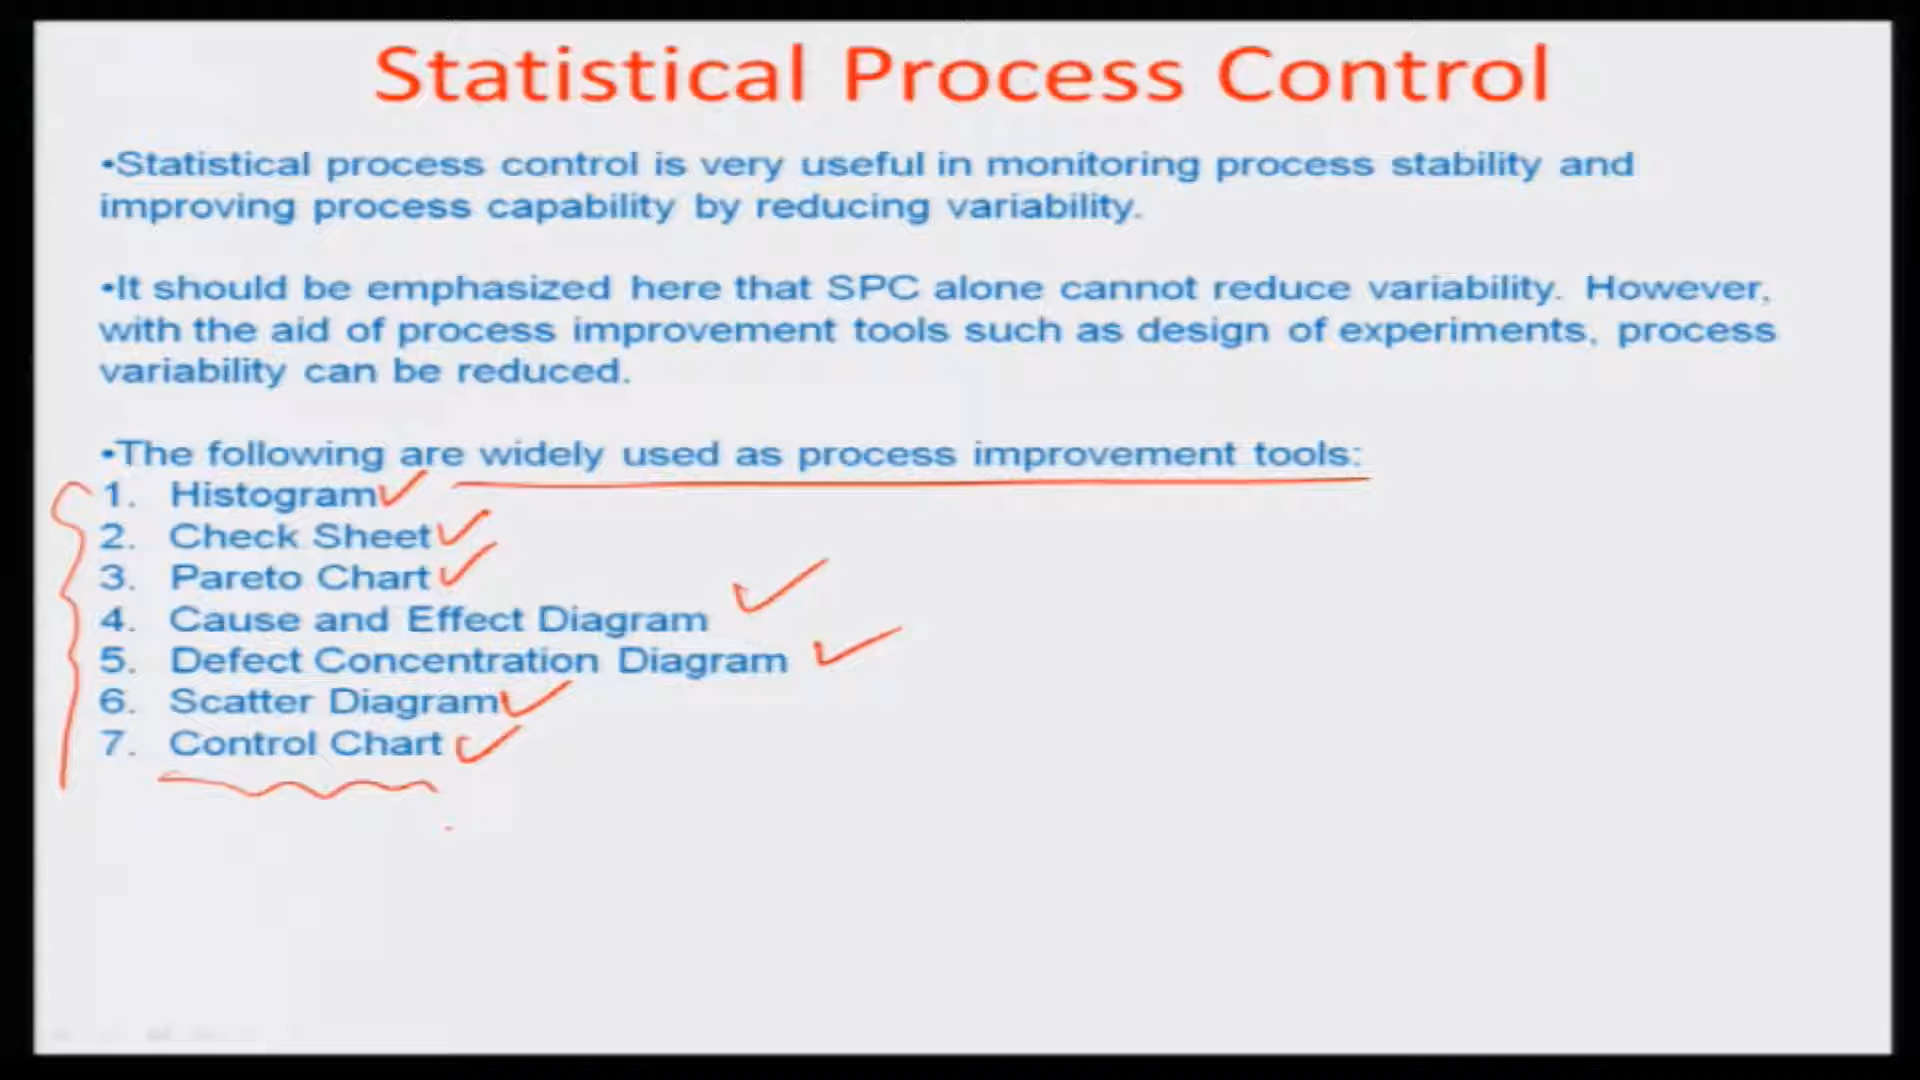 Statistical Process Control
•Statistical process control is very useful in monitoring process stability and
improving process capability by reducing variability.
•It should be emphasized here that SPC alone cannot reduce variability. However,
with the aid of process improvement tools such as design of experiments, process
variability can be reduced.
•The following are widely used as process improvement tools:
1. Histogram
2. Check Sheet
3. Pareto Chart
4. Cause and Effect Diagram
5. Defect Concentration Diagram
6. Scatter Diagram
7. Control Chart